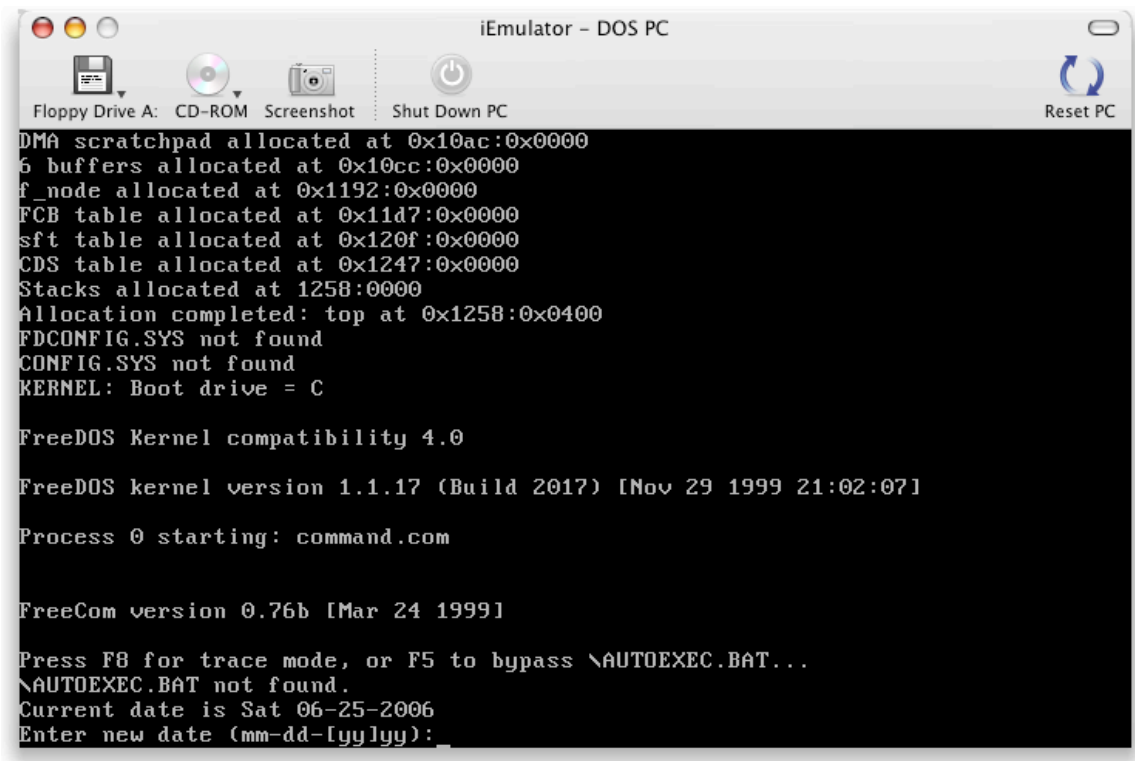 iEmulator – DOS PC
Floppy Drive A: CD-ROM Screenshot Shut Down PC Reset PC
DMA scratchpad allocated at 0x10ac:0x0000
6 buffers allocated at 0x10cc:0x0000
f_node allocated at 0x1192:0x0000
FCB table allocated at 0x11d7:0x0000
sft table allocated at 0x120f:0x0000
CDS table allocated at 0x1247:0x0000
Stacks allocated at 1258:0000
Allocation completed: top at 0x1258:0x0400
FDCONFIG.SYS not found
CONFIG.SYS not found
KERNEL: Boot drive = C
FreeDOS Kernel compatibility 4.0
FreeDOS kernel version 1.1.17 (Build 2017) [Nov 29 1999 21:02:07]
Process 0 starting: command.com
FreeCom version 0.76b [Mar 24 1999]
Press F8 for trace mode, or F5 to bypass \AUTOEXEC.BAT...
\AUTOEXEC.BAT not found.
Current date is Sat 06-25-2006
Enter new date (mm-dd-[yy]yy):_